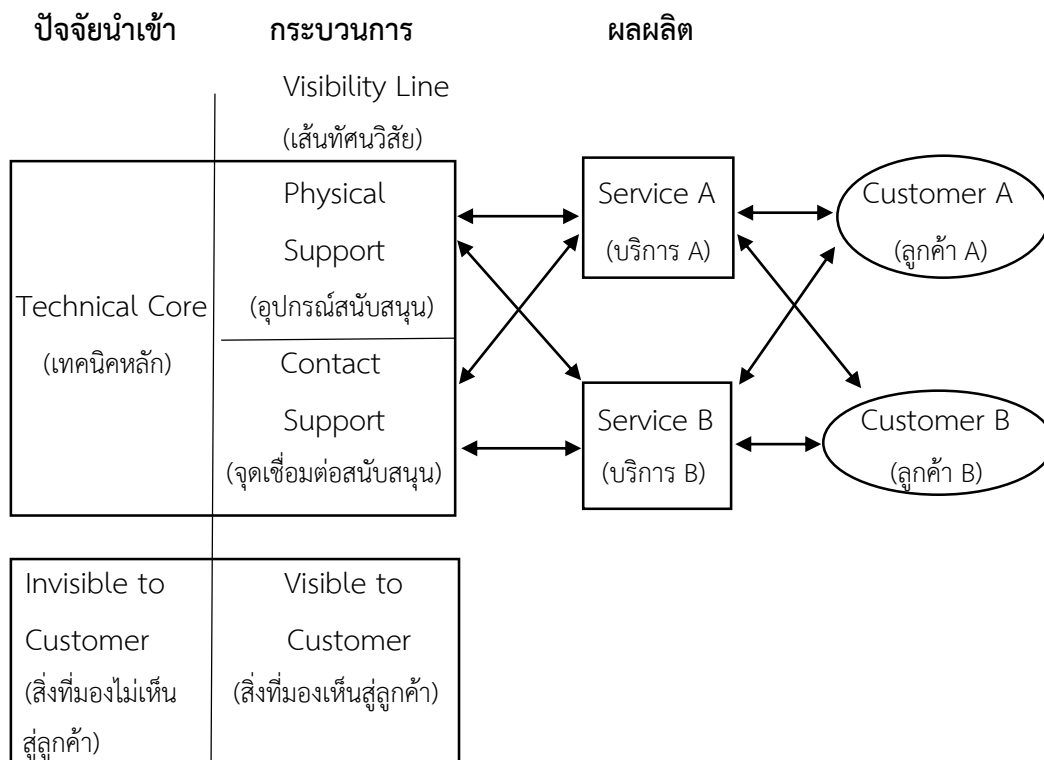 ปัจจัยนำเข้า
กระบวนการ
ผลผลิต
Visibility Line
(เส้นทัศนวิสัย)
Technical Core
(เทคนิคหลัก)
Physical
Support
(อุปกรณ์สนับสนุน)
Contact
Support
(จุดเชื่อมต่อสนับสนุน)
Service A
(บริการ A)
Customer A
(ลูกค้า A)
Service B
(บริการ B)
Customer B
(ลูกค้า B)
Invisible to
Customer
(สิ่งที่มองไม่เห็น
สู่ลูกค้า)
Visible to
Customer
(สิ่งที่มองเห็นสู่ลูกค้า)